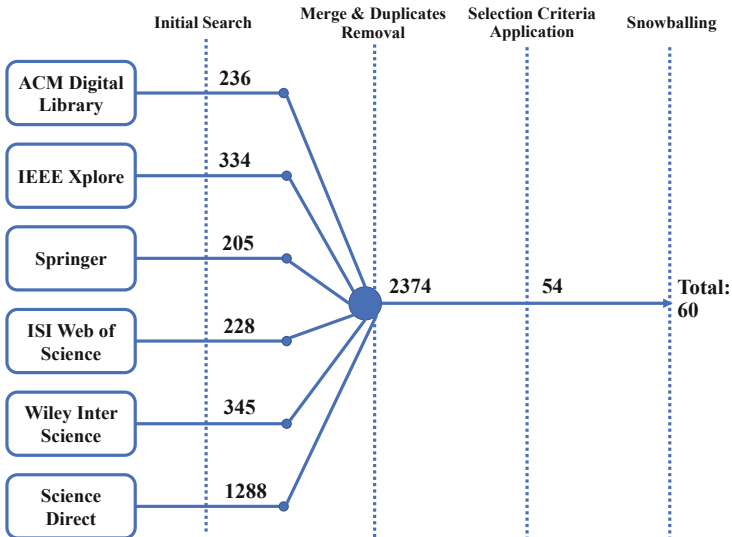 Initial Search
Merge & Duplicates
Removal
Selection Criteria
Application
Snowballing
ACM Digital
Library
236
IEEE Xplore
334
Springer
205
ISI Web of
Science
228
Wiley Inter
Science
345
Science
Direct
1288
2374
54
Total:
60